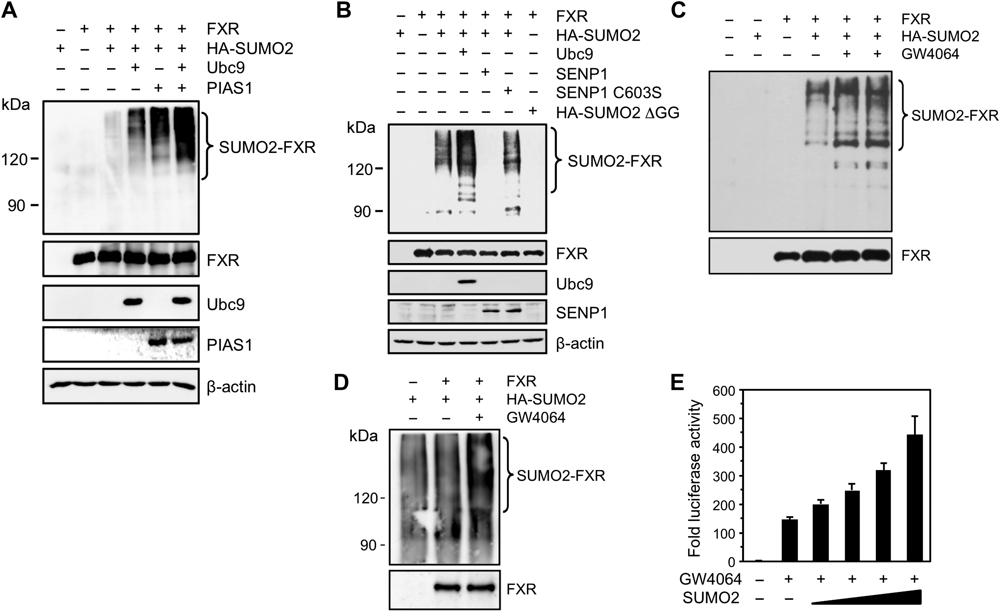 A
– + + + + + FXR
+ – + + + + HA-SUMO2
– – – + – + Ubc9
– – – – + + PIAS1
kDa
SUMO2-FXR
120
90
FXR
Ubc9
PIAS1
β-actin
B
– + + + + + + FXR
+ – + + + + – HA-SUMO2
– – – + – – – Ubc9
– – – – + – – SENP1
– – – – – + – SENP1 C603S
– – – – – – + HA-SUMO2 ΔGG
kDa
SUMO2-FXR
120
90
FXR
Ubc9
SENP1
β-actin
C
– – + + + + FXR
– + – + + + HA-SUMO2
– – – – + + GW4064
SUMO2-FXR
FXR
D
– + + FXR
+ + + HA-SUMO2
– – + GW4064
kDa
SUMO2-FXR
120
90
FXR
E
Fold luciferase activity
600
500
400
300
200
100
0
GW4064 – + + + + +
SUMO2 – –